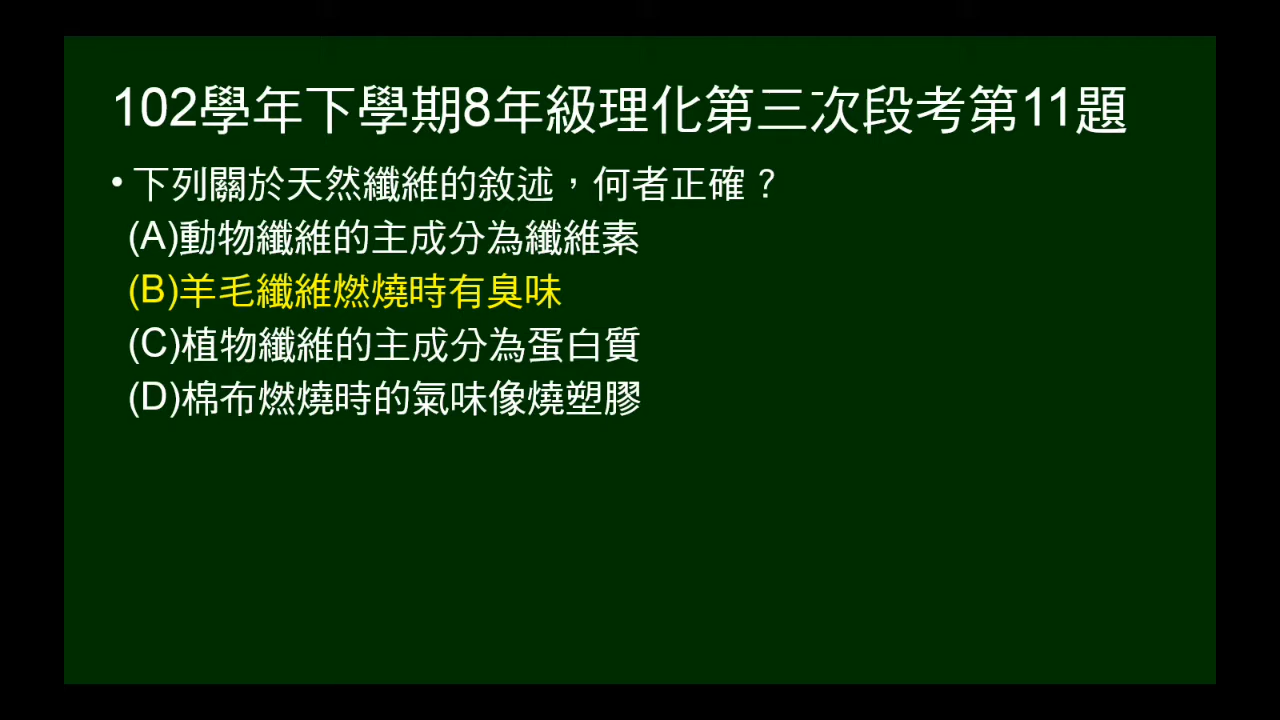 102學年下學期8年級理化第三次段考第11題
•下列關於天然纖維的敘述，何者正確？
(A)動物纖維的主成分為纖維素
(B)羊毛纖維燃燒時有臭味
(C)植物纖維的主成分為蛋白質
(D)棉布燃燒時的氣味像燒塑膠